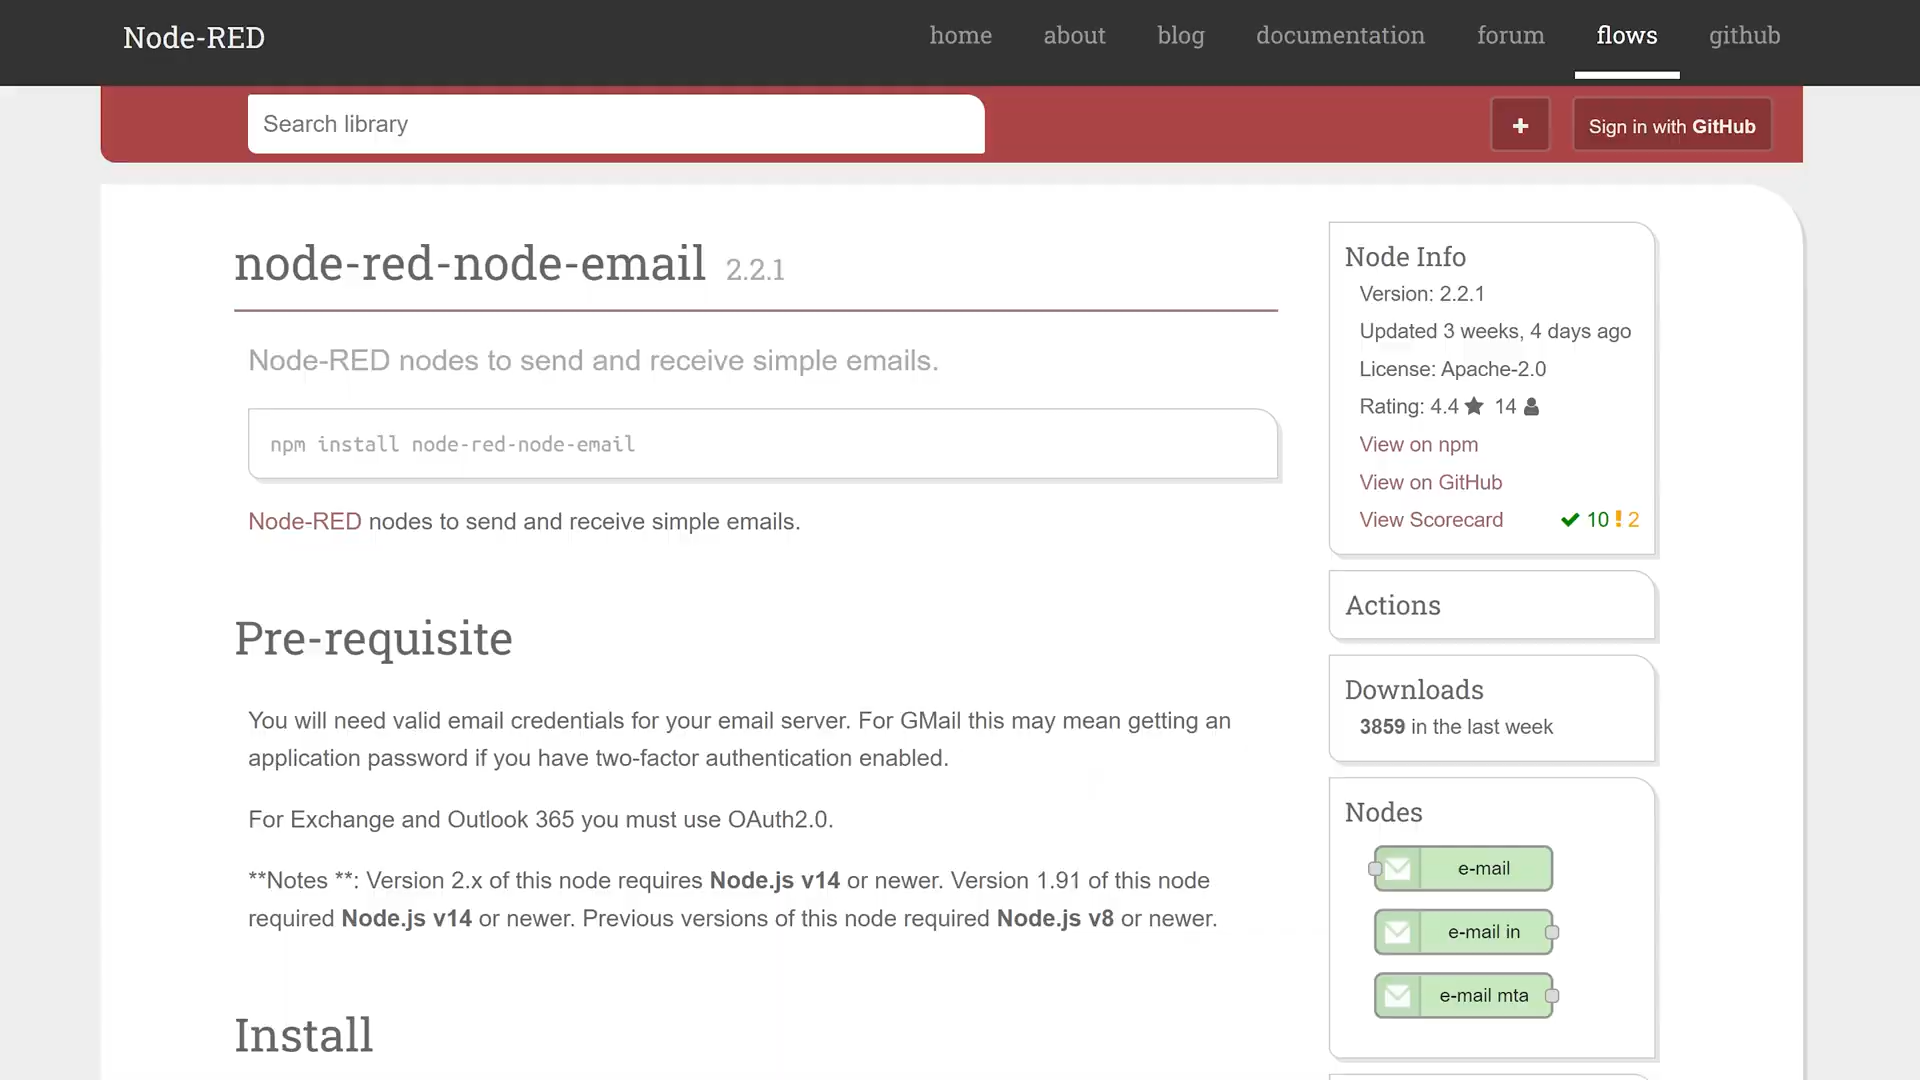 Node-RED
home about blog documentation forum flows github
Search library
+
Sign in with GitHub
node-red-node-email 2.2.1
Node-RED nodes to send and receive simple emails.
npm install node-red-node-email
Node-RED nodes to send and receive simple emails.
Pre-requisite
You will need valid email credentials for your email server. For GMail this may mean getting an
application password if you have two-factor authentication enabled.
For Exchange and Outlook 365 you must use OAuth2.0.
**Notes **: Version 2.x of this node requires Node.js v14 or newer. Version 1.91 of this node
required Node.js v14 or newer. Previous versions of this node required Node.js v8 or newer.
Install
Node Info
Version: 2.2.1
Updated 3 weeks, 4 days ago
License: Apache-2.0
Rating: 4.4 14
View on npm
View on GitHub
View Scorecard 10 ! 2
Actions
Downloads
3859 in the last week
Nodes
e-mail
e-mail in
e-mail mta